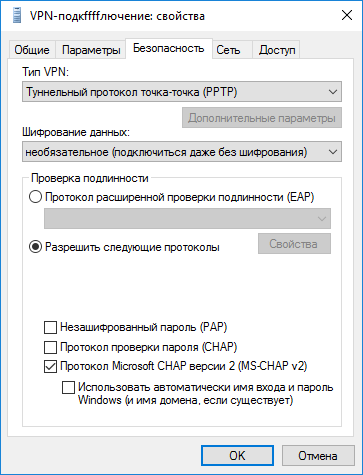 VPN-подкffffлючение: свойства
Общие Параметры Безопасность Сеть Доступ
Тип VPN:
Туннельный протокол точка-точка (PPTP)
Дополнительные параметры
Шифрование данных:
необязательное (подключиться даже без шифрования)
Проверка подлинности
Протокол расширенной проверки подлинности (EAP)
Разрешить следующие протоколы
Свойства
Незашифрованный пароль (PAP)
Протокол проверки пароля (CHAP)
Протокол Microsoft CHAP версии 2 (MS-CHAP v2)
Использовать автоматически имя входа и пароль
Windows (и имя домена, если существует)
OK Отмена